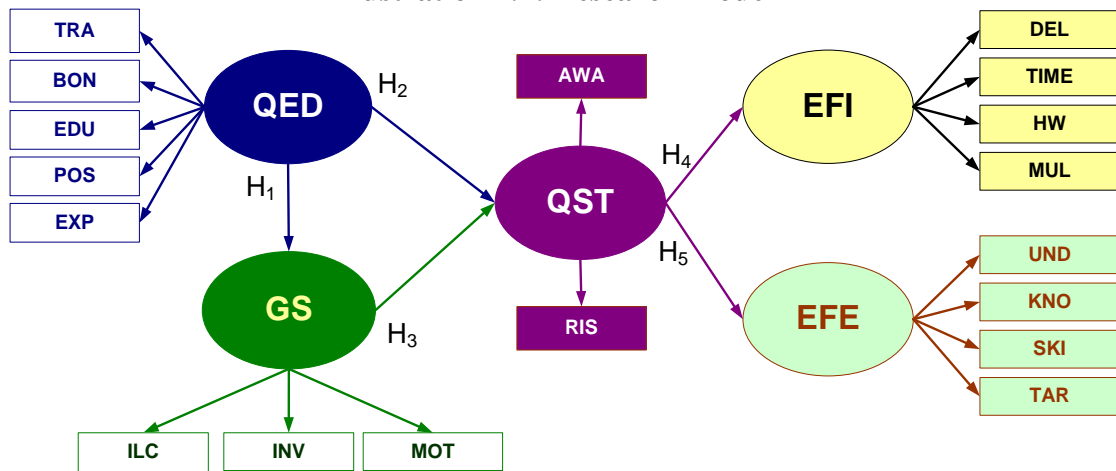 TRA
BON
EDU
POS
EXP
QED
H1
H2
GS
H3
ILC
INV
MOT
AWA
QST
RIS
H4
H5
EFI
DEL
TIME
HW
MUL
EFE
UND
KNO
SKI
TAR